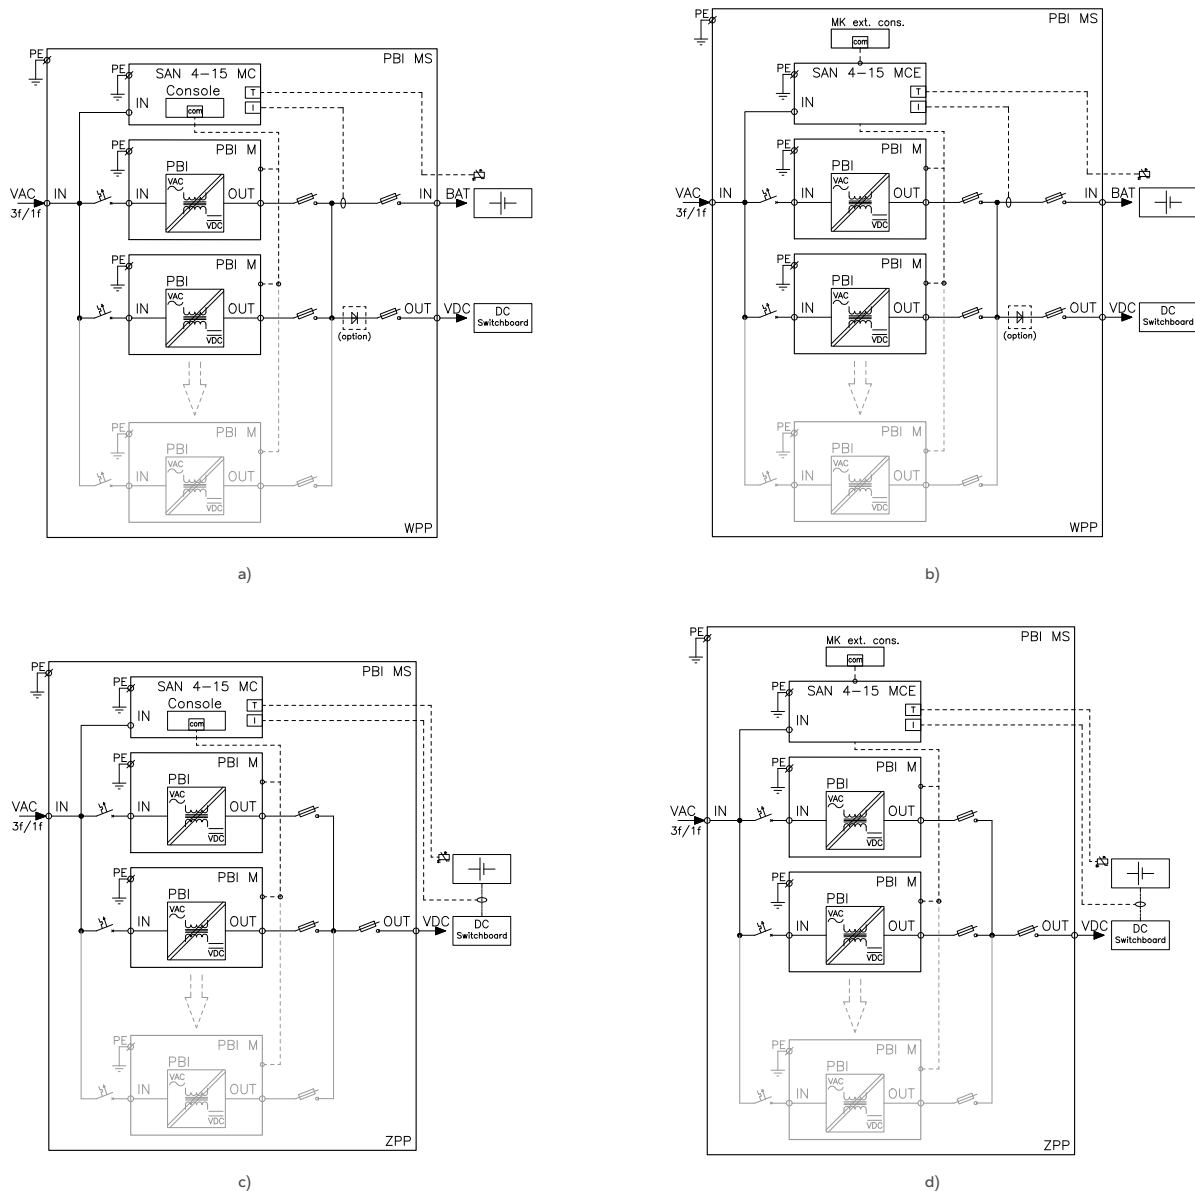 PE
PBI MS
PE
SAN 4-15 MC
T
Console
IN
I
com
PE
PBI M
PBI
VAC
VAC
IN
IN
OUT
IN
BAT
3f/1f
VDC
PE
PBI M
PBI
VAC
IN
OUT
OUT
VDC
DC
Switchboard
VDC
(option)
PE
PBI M
PBI
VAC
IN
OUT
VDC
WPP
a)
PE
PBI MS
MK ext. cons.
com
PE
SAN 4-15 MCE
T
IN
I
PE
PBI M
PBI
VAC
VAC
IN
IN
OUT
IN
BAT
3f/1f
VDC
PE
PBI M
PBI
VAC
IN
OUT
OUT
VDC
DC
Switchboard
VDC
(option)
PE
PBI M
PBI
VAC
IN
OUT
VDC
WPP
b)
PE
PBI MS
PE
SAN 4-15 MC
Console
T
IN
com
I
PE
PBI M
PBI
VAC
VAC
IN
IN
OUT
3f/1f
VDC
PE
PBI M
PBI
VAC
IN
OUT
OUT
VDC
DC
Switchboard
VDC
PE
PBI M
PBI
VAC
IN
OUT
VDC
ZPP
c)
PE
PBI MS
MK ext. cons.
com
PE
SAN 4-15 MCE
T
IN
I
PE
PBI M
PBI
VAC
VAC
IN
IN
OUT
3f/1f
VDC
PE
PBI M
PBI
VAC
IN
OUT
OUT
VDC
DC
Switchboard
VDC
PE
PBI M
PBI
VAC
IN
OUT
VDC
ZPP
d)